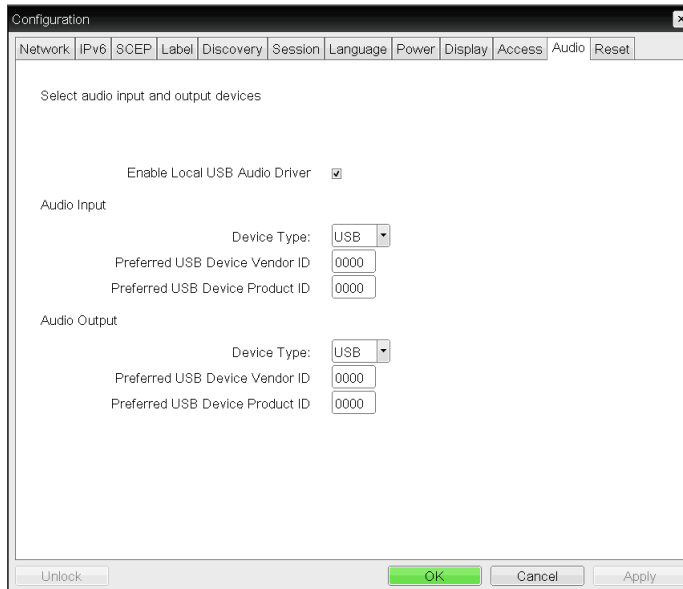 Configuration
Network IPv6 SCEP Label Discovery Session Language Power Display Access Audio Reset
Select audio input and output devices
Enable Local USB Audio Driver
Audio Input
Device Type: USB
Preferred USB Device Vendor ID 0000
Preferred USB Device Product ID 0000
Audio Output
Device Type: USB
Preferred USB Device Vendor ID 0000
Preferred USB Device Product ID 0000
Unlock OK Cancel Apply